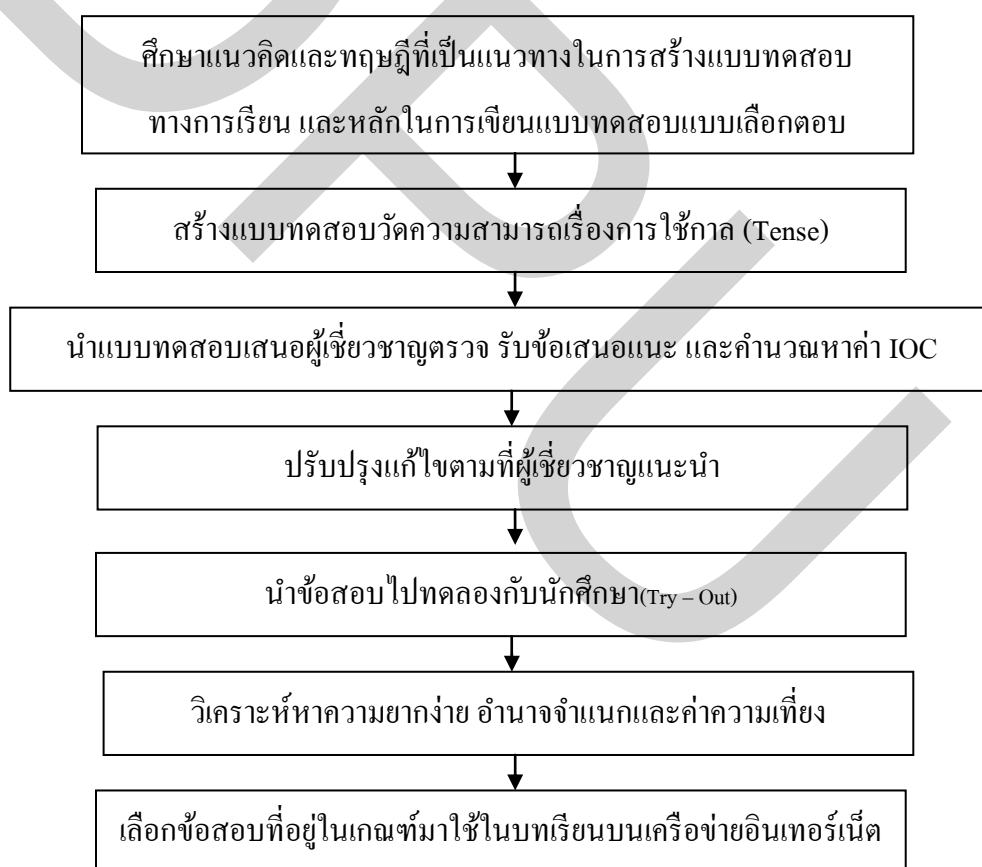 ศึกษาแนวคิดและทฤษฎีที่เป็นแนวทางในการสร้างแบบทดสอบ
ทางการเรียน และหลักในการเขียนแบบทดสอบแบบเลือกตอบ
สร้างแบบทดสอบวัดความสามารถเรื่องการใช้กาล (Tense)
นำแบบทดสอบเสนอผู้เชี่ยวชาญตรวจ รับข้อเสนอแนะ และคำนวณหาค่า IOC
ปรับปรุงแก้ไขตามที่ผู้เชี่ยวชาญแนะนำ
นำข้อสอบไปทดลองกับนักศึกษา(Try – Out)
วิเคราะห์หาความยากง่าย อำนาจจำแนกและค่าความเที่ยง
เลือกข้อสอบที่อยู่ในเกณฑ์มาใช้ในบทเรียนบนเครือข่ายอินเทอร์เน็ต